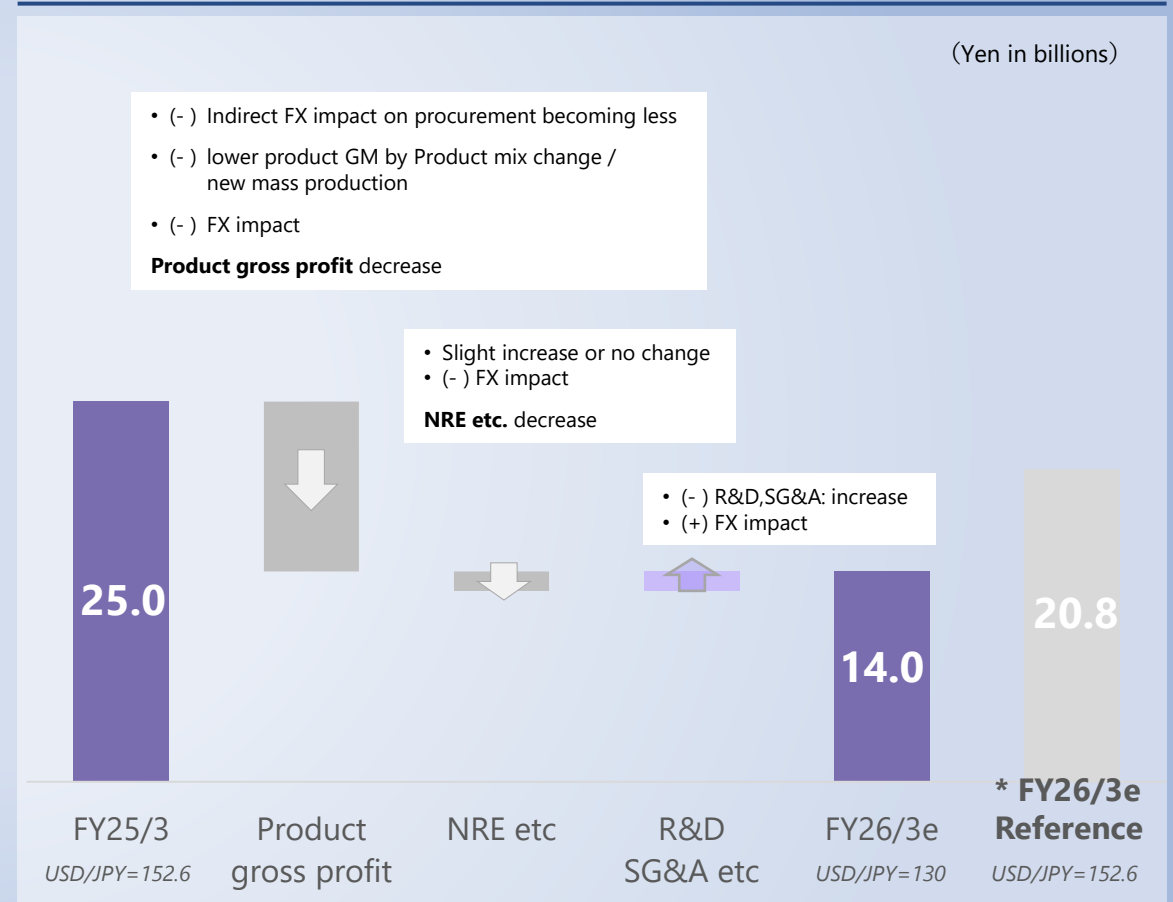 （Yen in billions）
• (- ) Indirect FX impact on procurement becoming less
• (- ) lower product GM by Product mix change /
new mass production
• (- ) FX impact
Product gross profit decrease
• Slight increase or no change
• (- ) FX impact
NRE etc. decrease
• (- ) R&D,SG&A: increase
• (+) FX impact
25.0
14.0
20.8
FY25/3
USD/JPY=152.6
Product
gross profit
NRE etc
R&D
SG&A etc
FY26/3e
USD/JPY=130
* FY26/3e
Reference
USD/JPY=152.6